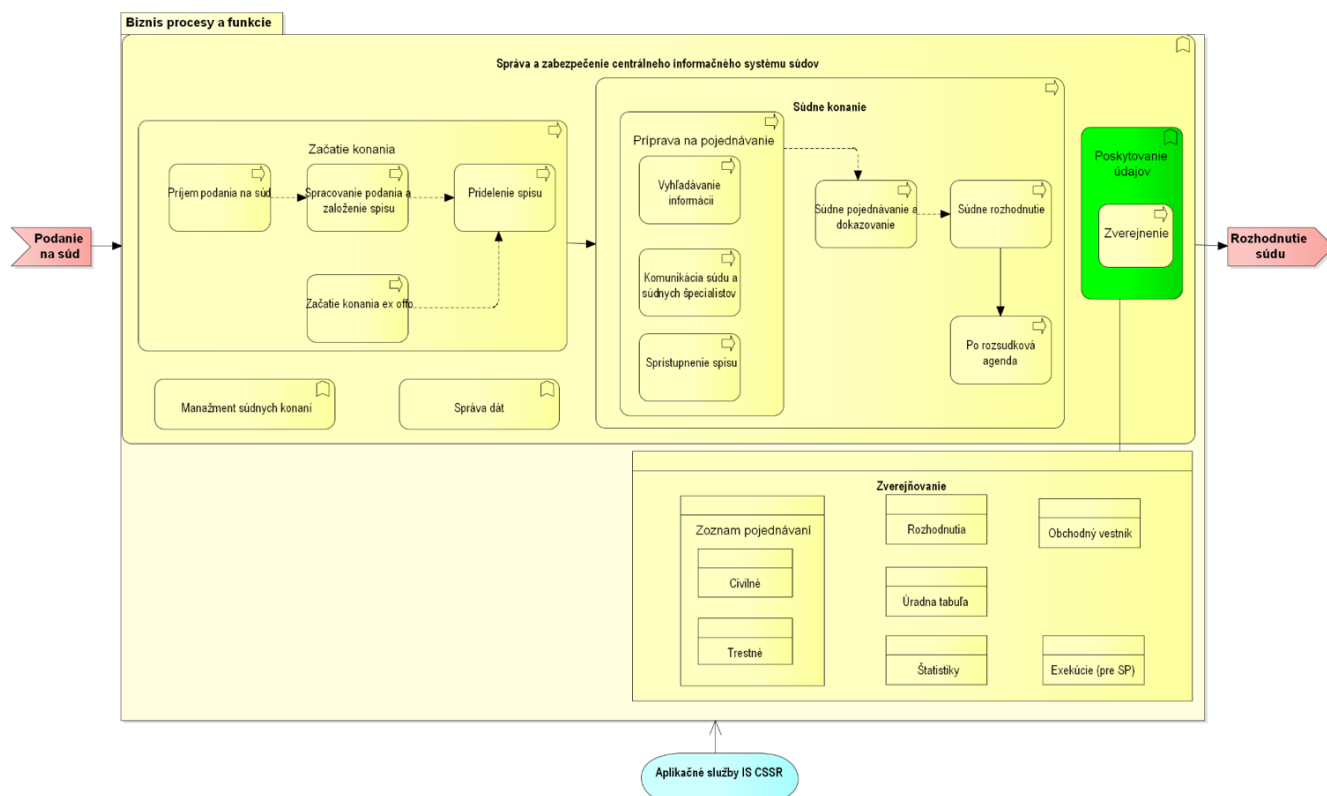 Biznis procesy a funkcie
Správa a zabezpečenie centrálneho informačného systému súdov
Súdne konanie
Začatie konania
Príprava na pojednávanie
Príjem podania na súd
Spracovanie podania a
založenie spisu
Pridelenie spisu
Začatie konania ex offo
Vyhľadávanie
informácií
Komunikácia súdu a
súdnych špecialistov
Sprístupnenie spisu
Súdne pojednávanie a
dokazovanie
Súdne rozhodnutie
Po rozsudková
agenda
Poskytovanie
údajov
Zverejnenie
Podanie
na súd
Rozhodnutie
súdu
Manažment súdnych konaní
Správa dát
Zverejňovanie
Zoznam pojednávaní
Civilné
Trestné
Rozhodnutia
Úradna tabuľa
Štatistiky
Obchodný vestník
Exekúcie (pre SP)
Aplikačné služby IS CSSR